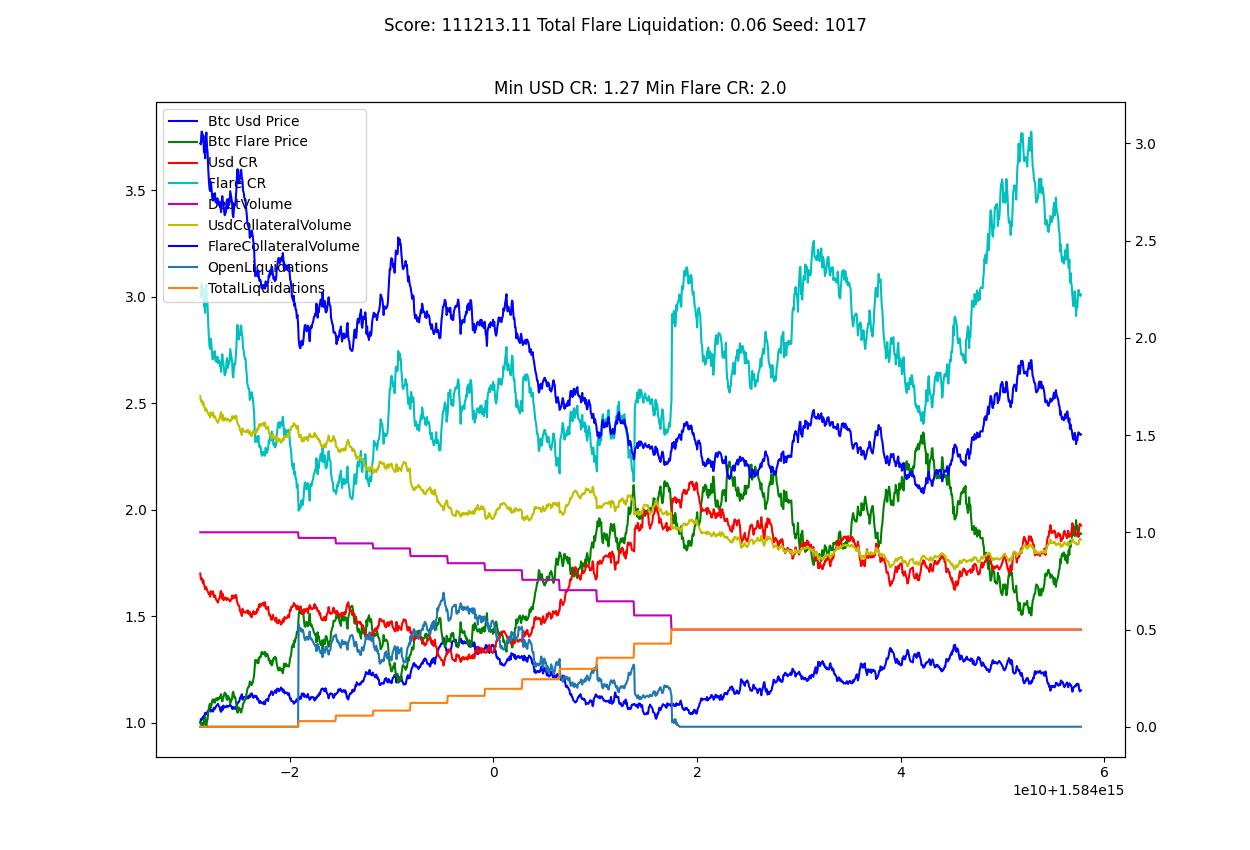 Score: 111213.11 Total Flare Liquidation: 0.06 Seed: 1017
Min USD CR: 1.27 Min Flare CR: 2.0
Btc Usd Price
Btc Flare Price
Usd CR
Flare CR
DebtVolume
UsdCollateralVolume
FlareCollateralVolume
OpenLiquidations
TotalLiquidations
3.5
3.0
2.5
2.0
1.5
1.0
3.0
2.5
2.0
1.5
1.0
0.5
0.0
−2
0
2
4
6
1e10+1.584e15